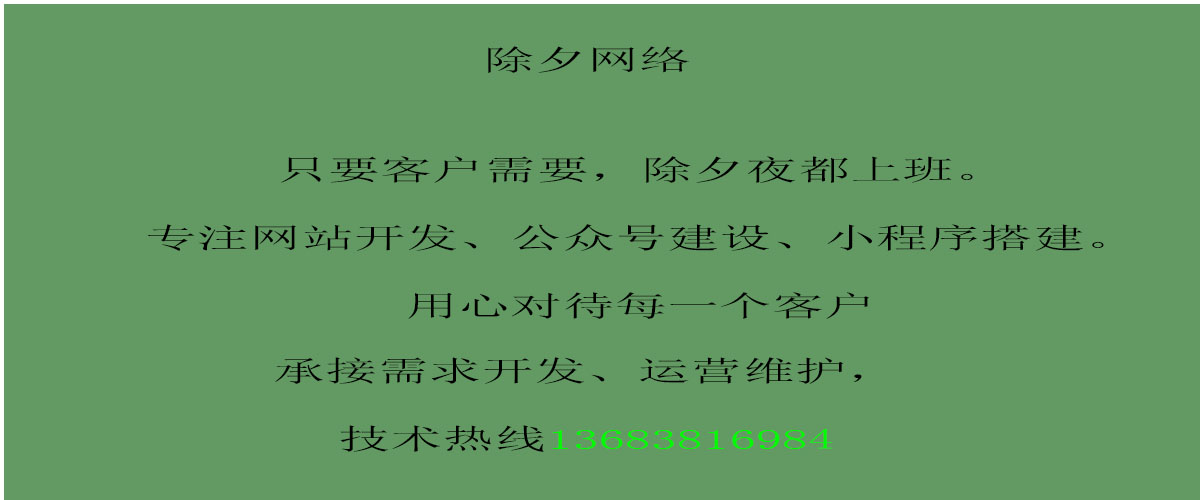 除夕网络
只要客户需要，除夕夜都上班。
专注网站开发、公众号建设、小程序搭建。
用心对待每一个客户
承接需求开发、运营维护，
技术热线13683816984